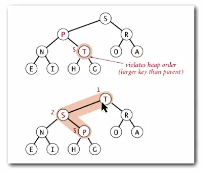 S
P R
N 5 T O A
E I H G
violates heap order
(larger key than parent)
1 T
2 S R
N 5 P O A
E I H G